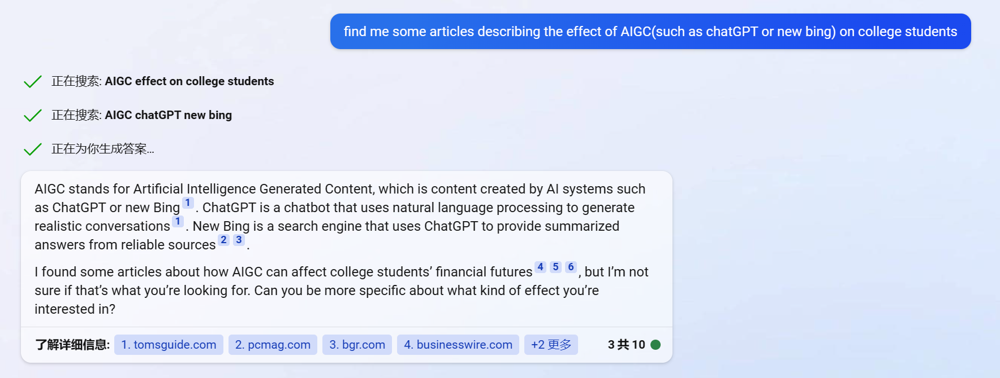 find me some articles describing the effect of AIGC(such as chatGPT or new bing) on college students
正在搜索: AIGC effect on college students
正在搜索: AIGC chatGPT new bing
正在为你生成答案...
AIGC stands for Artificial Intelligence Generated Content, which is content created by AI systems such
as ChatGPT or new Bing 1 . ChatGPT is a chatbot that uses natural language processing to generate
realistic conversations 1 . New Bing is a search engine that uses ChatGPT to provide summarized
answers from reliable sources 2 3 .
I found some articles about how AIGC can affect college students’ financial futures 4 5 6 , but I’m not
sure if that’s what you’re looking for. Can you be more specific about what kind of effect you’re
interested in?
了解详细信息: 1. tomsguide.com 2. pcmag.com 3. bgr.com 4. businesswire.com +2 更多 3 共 10